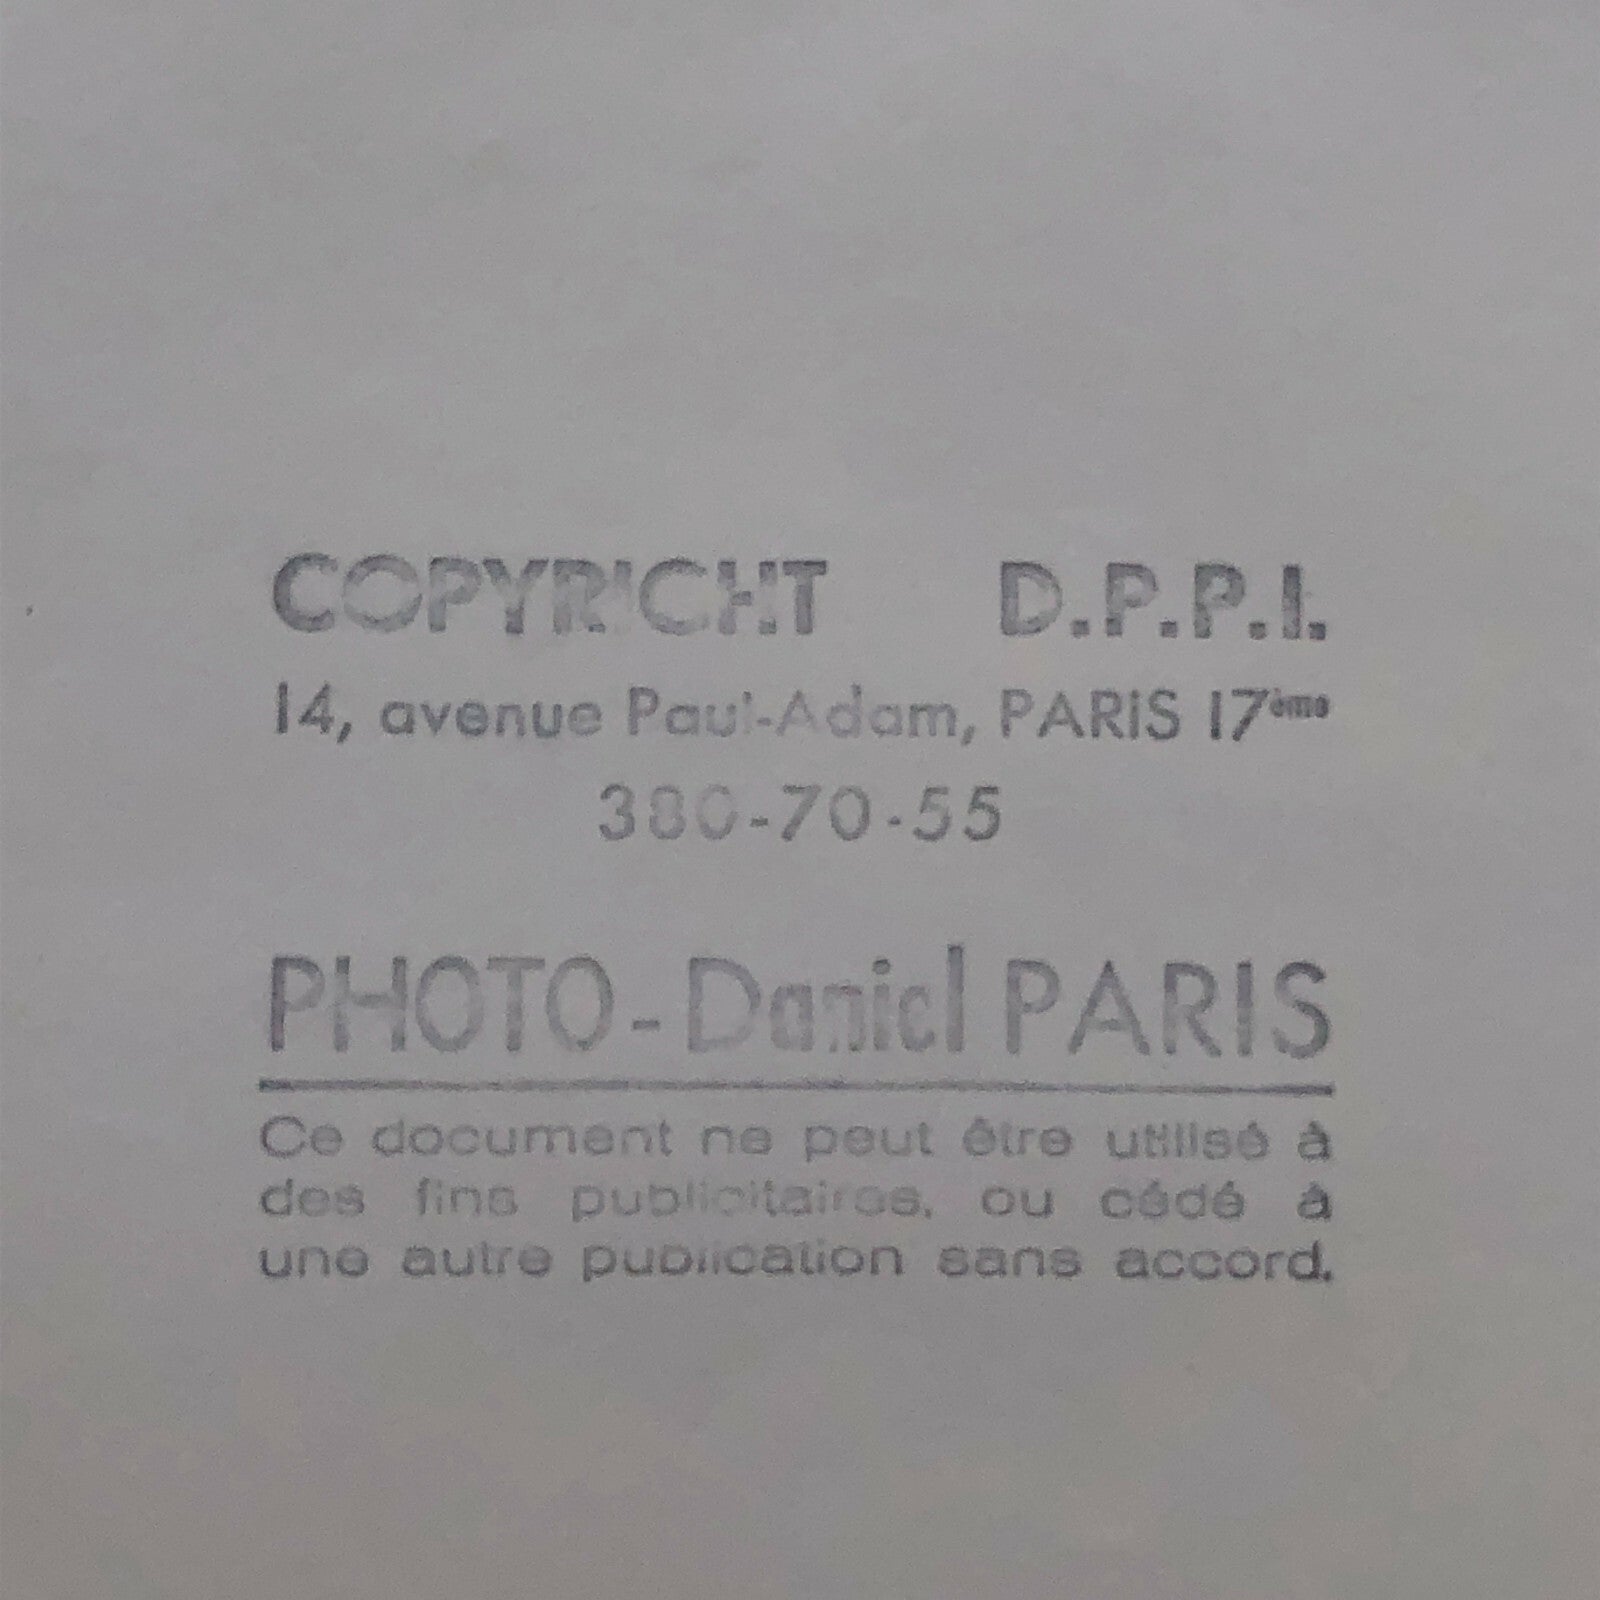 COPYRIGHT D.P.P.I.
14, avenue Paul-Adam, PARIS 17ème
380-70-55
PHOTO - Daniel PARIS
Ce document ne peut être utilisé à
des fins publicitaires, ou cédé à
une autre publication sans accord.